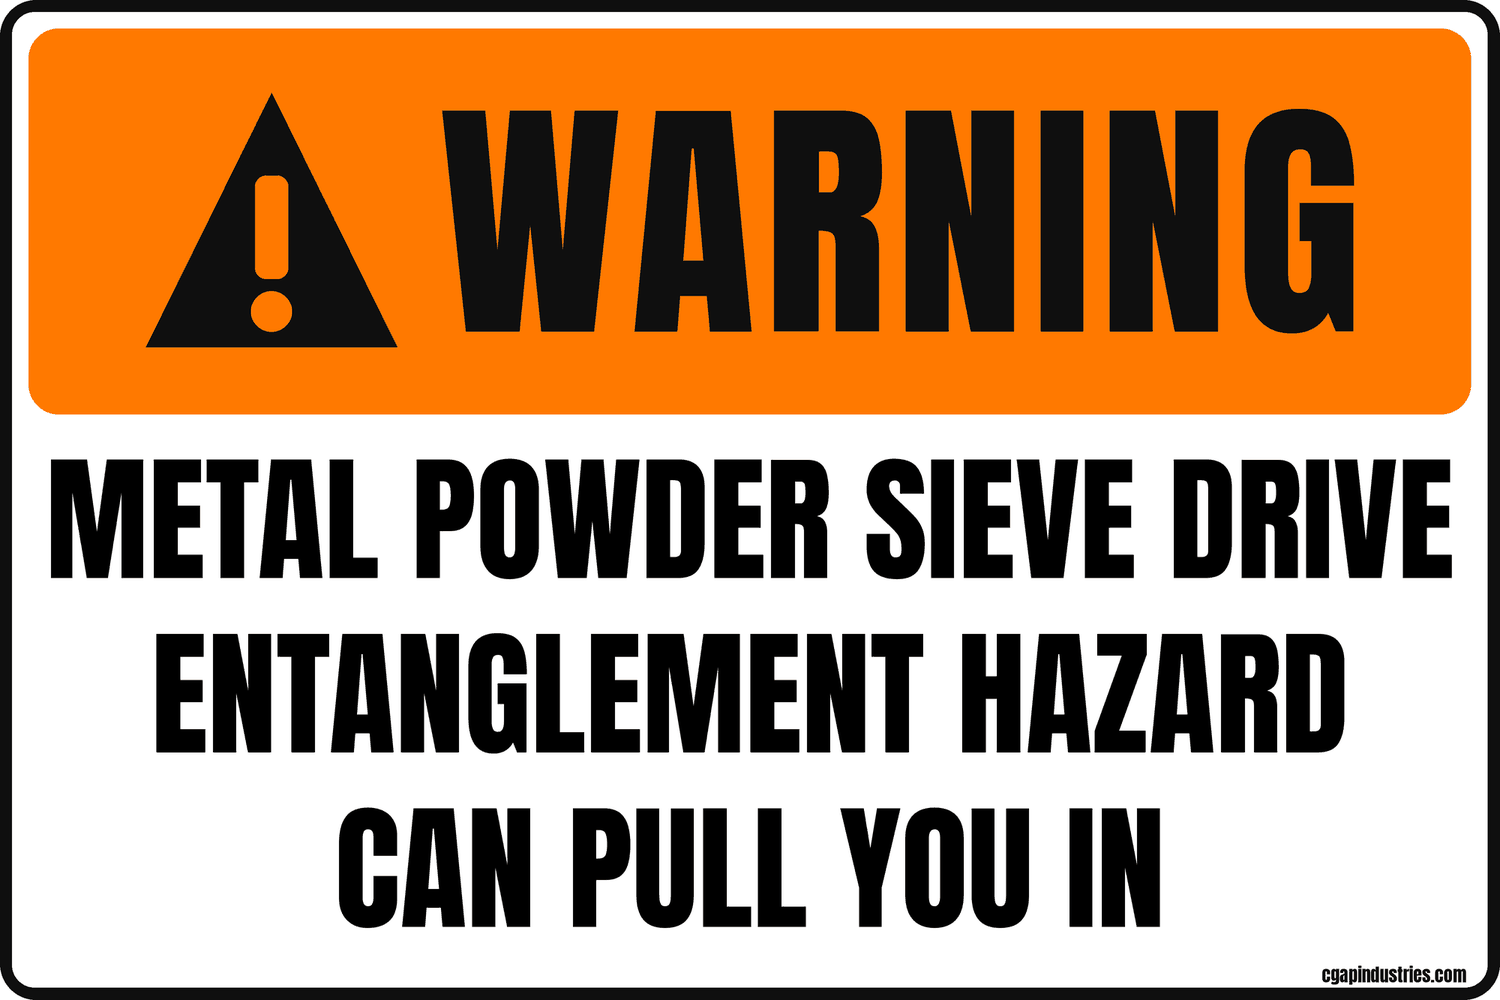 WARNING
METAL POWDER SIEVE DRIVE
ENTANGLEMENT HAZARD
CAN PULL YOU IN
cgapindustries.com